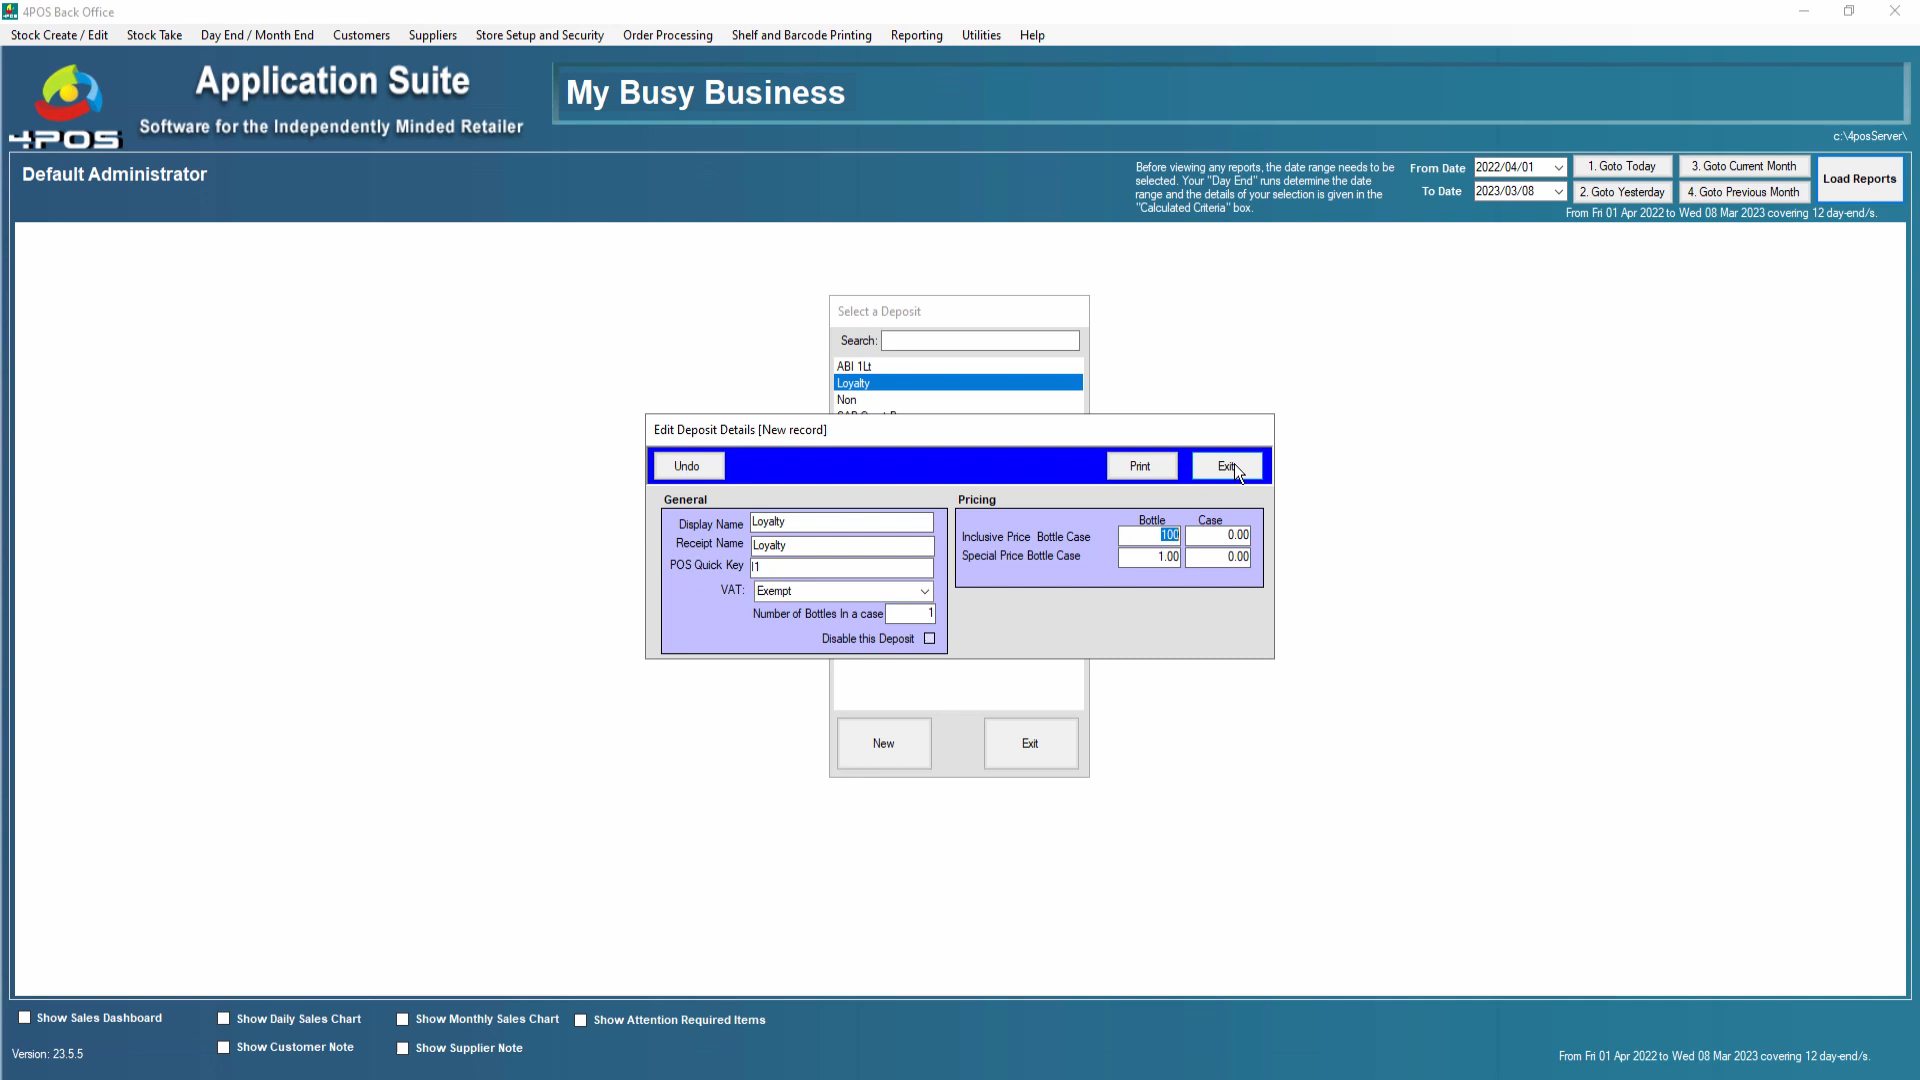 4POS Back Office
Stock Create / Edit Stock Take Day End / Month End Customers Suppliers Store Setup and Security Order Processing Shelf and Barcode Printing Reporting Utilities Help
4POS
Application Suite
Software for the Independently Minded Retailer
My Busy Business
c:\4posServer\
Default Administrator
Before viewing any reports, the date range needs to be
selected. Your "Day End" runs determine the date
range and the details of your selection is given in the
"Calculated Criteria" box.
From Date 2022/04/01 1. Goto Today 3. Goto Current Month
To Date 2023/03/08 2. Goto Yesterday 4. Goto Previous Month
Load Reports
From Fri 01 Apr 2022 to Wed 08 Mar 2023 covering 12 day-end/s.
Select a Deposit
Search:
ABI 1Lt
Loyalty
Non
Edit Deposit Details [New record]
Undo Print Exit
General
Display Name Loyalty
Receipt Name Loyalty
POS Quick Key l1
VAT: Exempt
Number of Bottles In a case 1
Disable this Deposit
Pricing
Bottle Case
Inclusive Price Bottle Case 100 0.00
Special Price Bottle Case 1.00 0.00
New Exit
Show Sales Dashboard Show Daily Sales Chart Show Monthly Sales Chart Show Attention Required Items
Show Customer Note Show Supplier Note
Version: 23.5.5
From Fri 01 Apr 2022 to Wed 08 Mar 2023 covering 12 day-end/s.